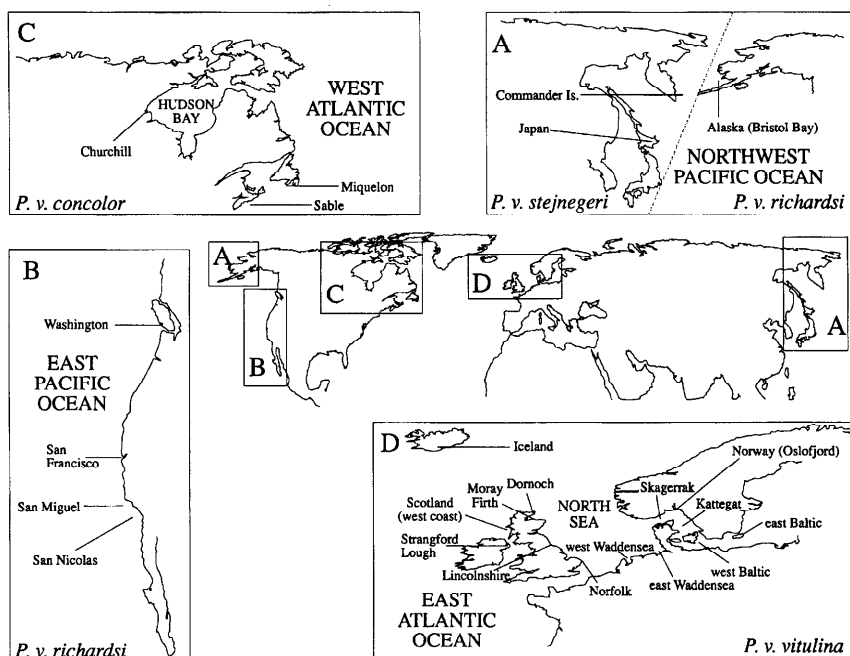 C
HUDSON
BAY
WEST
ATLANTIC
OCEAN
Churchill
Miquelon
Sable
P. v. concolor
A
Commander Is.
Japan
Alaska (Bristol Bay)
NORTHWEST
PACIFIC OCEAN
P. v. stejnegeri
P. v. richardsi
A
C
B
D
A
B
Washington
EAST
PACIFIC
OCEAN
San
Francisco
San Miguel
San Nicolas
P. v. richardsi
D
Iceland
Norway (Oslofjord)
Dornoch
Moray
Firth
Skagerrak
NORTH
SEA
Kattegat
Scotland
(west coast)
east Baltic
Strangford
Lough
west Waddensea
west Baltic
Lincolnshire
east Waddensea
Norfolk
EAST
ATLANTIC
OCEAN
P. v. vitulina